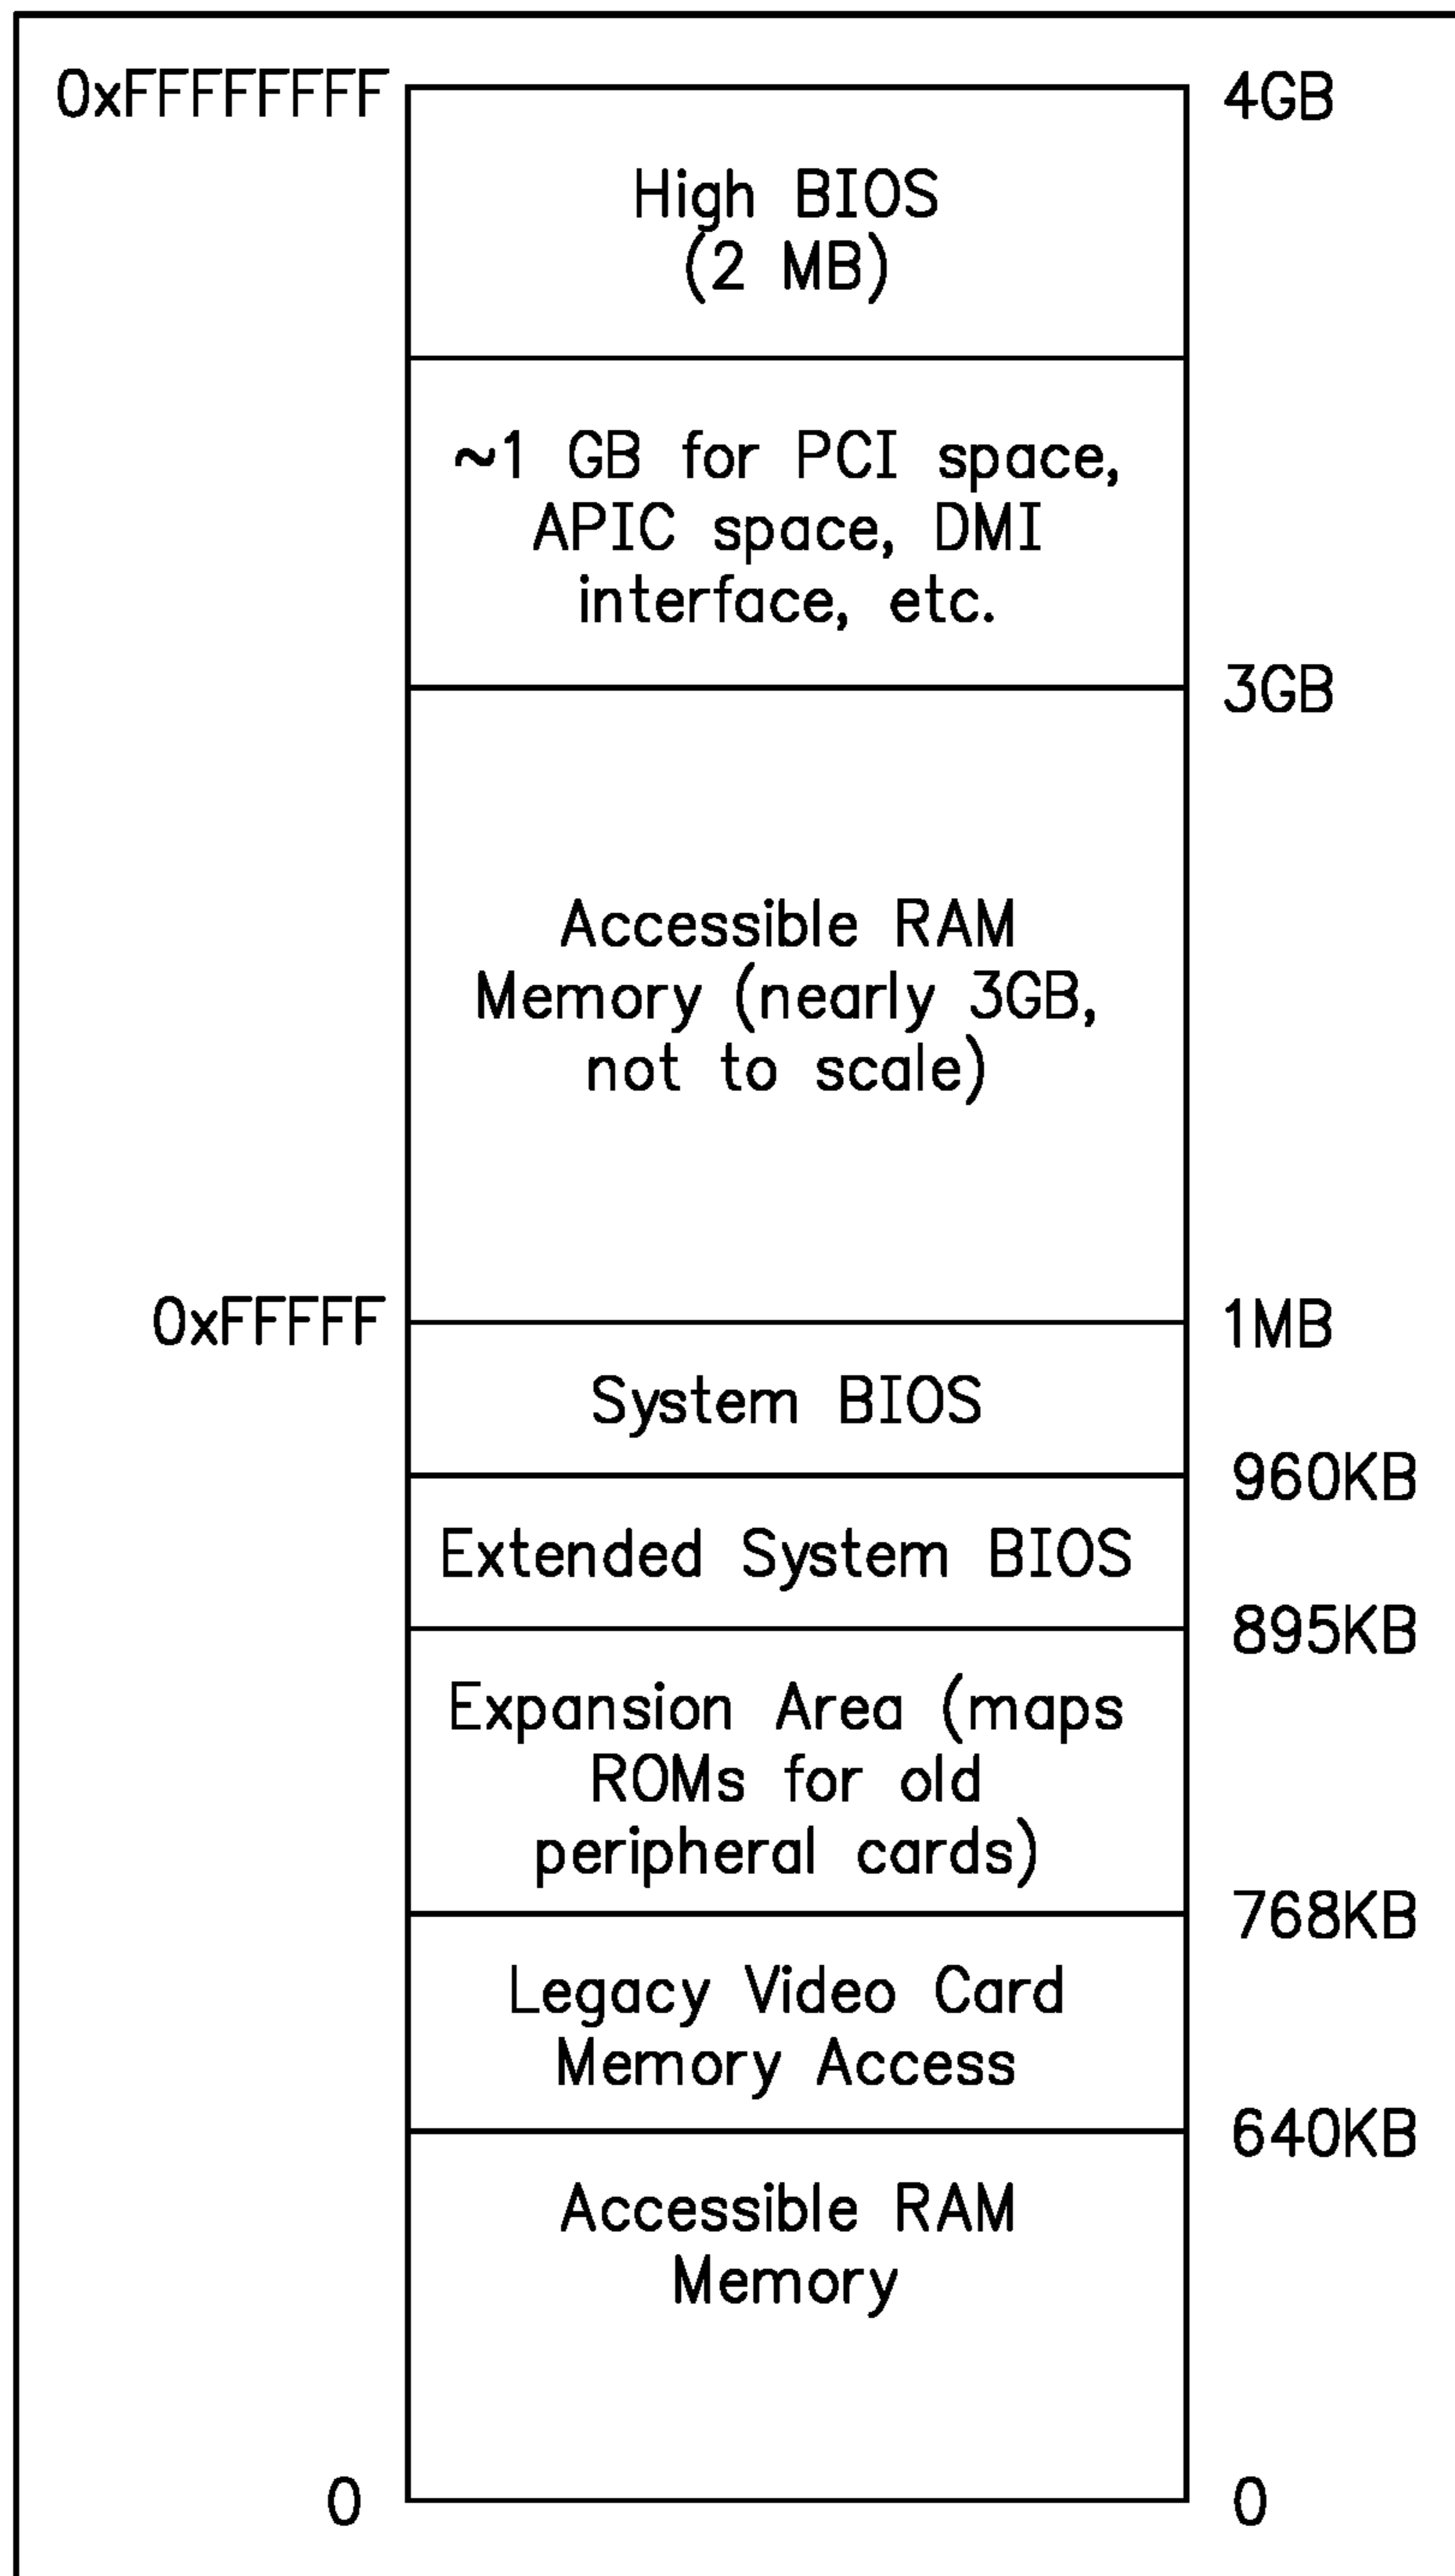 0xFFFFFFFF
4GB
High BIOS
(2 MB)
~1 GB for PCI space,
APIC space, DMI
interface, etc.
3GB
Accessible RAM
Memory (nearly 3GB,
not to scale)
0xFFFFF
1MB
System BIOS
960KB
Extended System BIOS
895KB
Expansion Area (maps
ROMs for old
peripheral cards)
768KB
Legacy Video Card
Memory Access
640KB
Accessible RAM
Memory
0
0